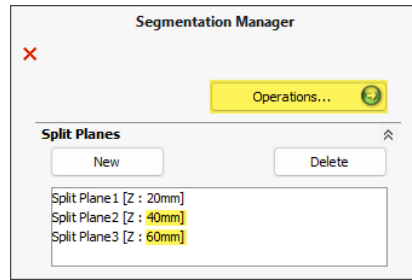 Segmentation Manager
Operations...
Split Planes
New Delete
Split Plane1 [Z : 20mm]
Split Plane2 [Z : 40mm]
Split Plane3 [Z : 60mm]